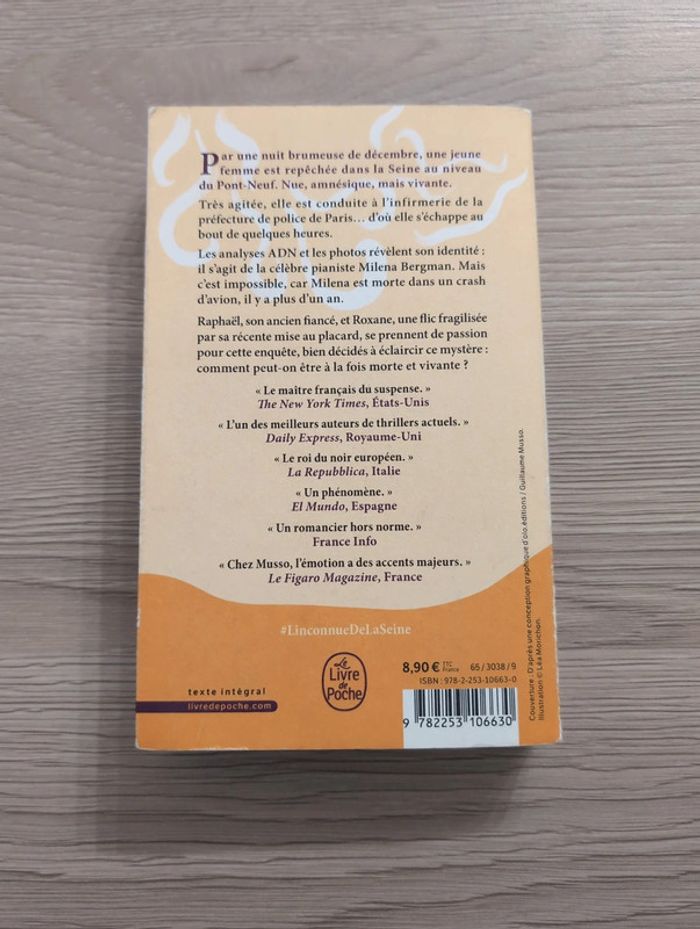 Par une nuit brumeuse de décembre, une jeune
femme est repêchée dans la Seine au niveau
du Pont-Neuf. Nue, amnésique, mais vivante.
Très agitée, elle est conduite à l'infirmerie de la
préfecture de police de Paris… d'où elle s'échappe au
bout de quelques heures.
Les analyses ADN et les photos révèlent son identité :
il s'agit de la célèbre pianiste Milena Bergman. Mais
c'est impossible, car Milena est morte dans un crash
d'avion, il y a plus d'un an.
Raphaël, son ancien fiancé, et Roxane, une flic fragilisée
par sa récente mise au placard, se prennent de passion
pour cette enquête, bien décidés à éclaircir ce mystère :
comment peut-on être à la fois morte et vivante ?
« Le maître français du suspense. »
The New York Times, États-Unis
« L'un des meilleurs auteurs de thrillers actuels. »
Daily Express, Royaume-Uni
« Le roi du noir européen. »
La Repubblica, Italie
« Un phénomène. »
El Mundo, Espagne
« Un romancier hors norme. »
France Info
« Chez Musso, l'émotion a des accents majeurs. »
Le Figaro Magazine, France
#LinconnueDeLaSeine
texte intégral
livredepoche.com
Le
Livre
de
Poche
8,90 € TTC France 65 / 3038 / 9
ISBN : 978-2-253-10663-0
9 782253 106630
Couverture : D'après une conception graphique d'olo.éditions / Guillaume Musso.
Illustration © Léa Morichon.